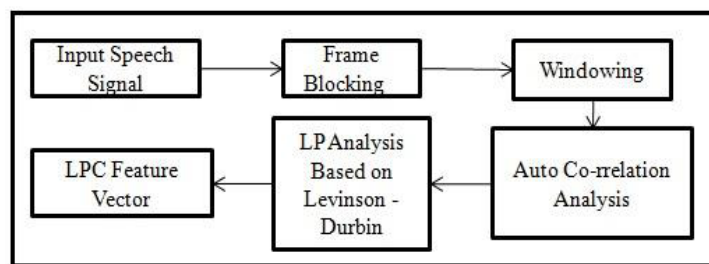 Input Speech
Signal
Frame
Blocking
Windowing
Auto Co-rrelation
Analysis
LP Analysis
Based on
Levinson -
Durbin
LPC Feature
Vector